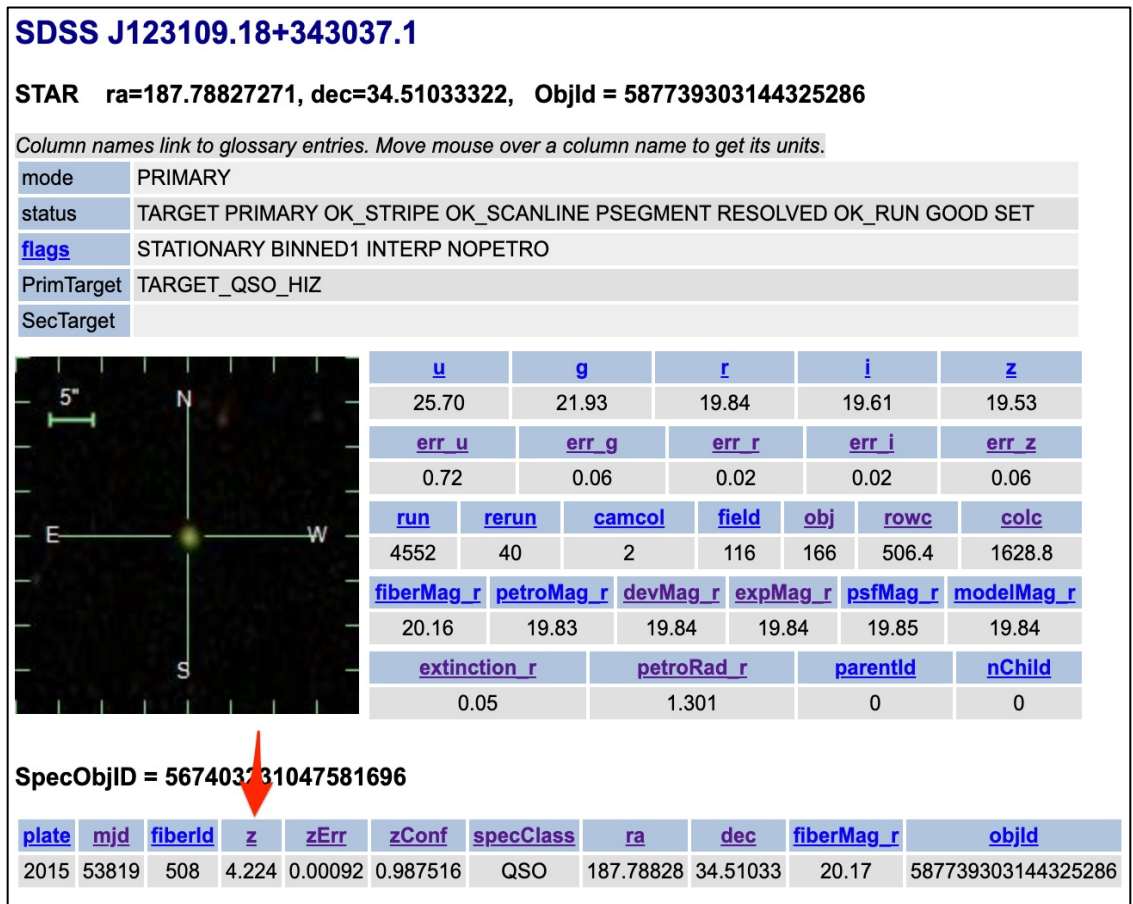 SDSS J123109.18+343037.1
STAR ra=187.78827271, dec=34.51033322, ObjId = 587739303144325286
Column names link to glossary entries. Move mouse over a column name to get its units.
mode PRIMARY
status TARGET PRIMARY OK_STRIPE OK_SCANLINE PSEGMENT RESOLVED OK_RUN GOOD SET
flags STATIONARY BINNED1 INTERP NOPETRO
PrimTarget TARGET_QSO_HIZ
SecTarget
5"
N
E
W
S
u g r i z
25.70 21.93 19.84 19.61 19.53
err_u err_g err_r err_i err_z
0.72 0.06 0.02 0.02 0.06
run rerun camcol field obj rowc colc
4552 40 2 116 166 506.4 1628.8
fiberMag_r petroMag_r devMag_r expMag_r psfMag_r modelMag_r
20.16 19.83 19.84 19.84 19.85 19.84
extinction_r petroRad_r parentId nChild
0.05 1.301 0 0
SpecObjID = 567403231047581696
plate mjd fiberId z zErr zConf specClass ra dec fiberMag_r objId
2015 53819 508 4.224 0.00092 0.987516 QSO 187.78828 34.51033 20.17 587739303144325286